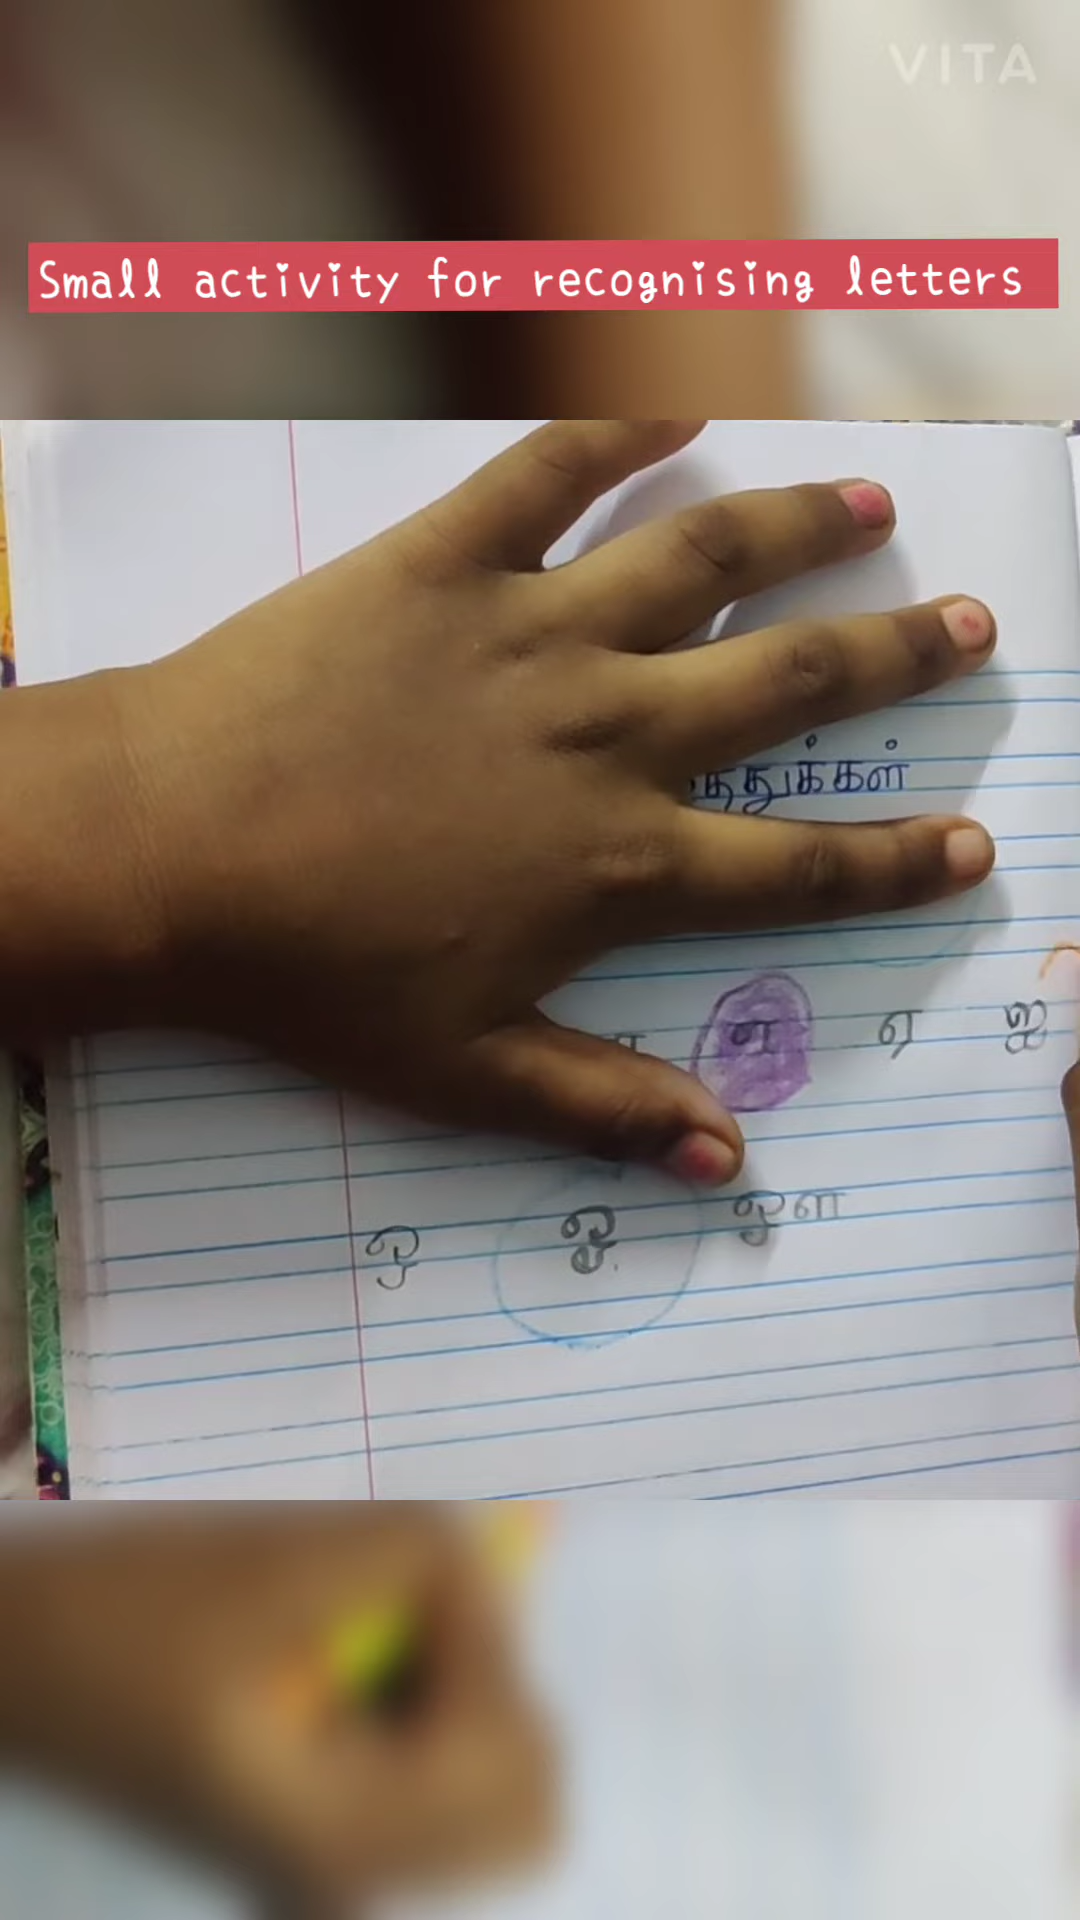 VITA
Small activity for recognising letters
த்துக்கள்
எ ஏ ஐ
ஒ ஓ ஔ